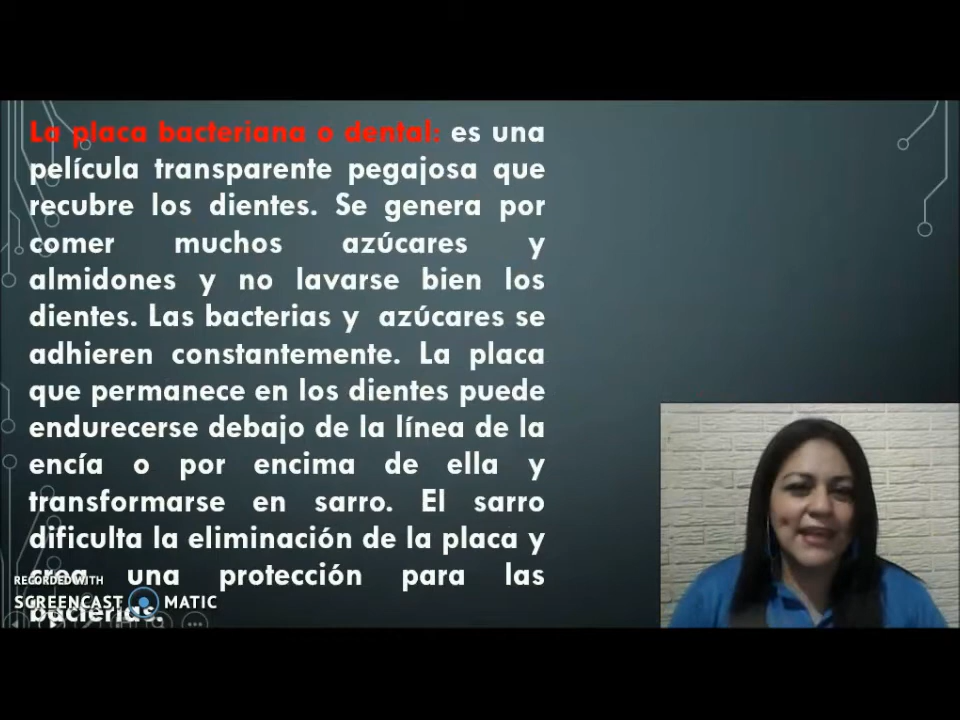 La placa bacteriana o dental: es una
película transparente pegajosa que
recubre los dientes. Se genera por
comer muchos azúcares y
almidones y no lavarse bien los
dientes. Las bacterias y azúcares se
adhieren constantemente. La placa
que permanece en los dientes puede
endurecerse debajo de la línea de la
encía o por encima de ella y
transformarse en sarro. El sarro
dificulta la eliminación de la placa y
crea una protección para las
bacterias.
RECORDED WITH
SCREENCAST MATIC